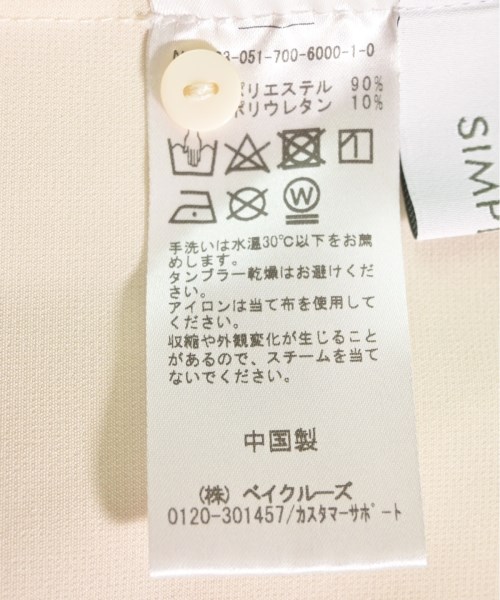 3-051-700-6000-1-0
リエステル 90%
ポリウレタン 10%
W
手洗いは水温30℃以下をお薦
めします。
タンブラー乾燥はお避けくだ
さい。
アイロンは当て布を使用して
ください。
収縮や外観変化が生じること
があるので、スチームを当て
ないでください。
中国製
(株) ベイクルーズ
0120-301457/カスタマーサポート
SIMP